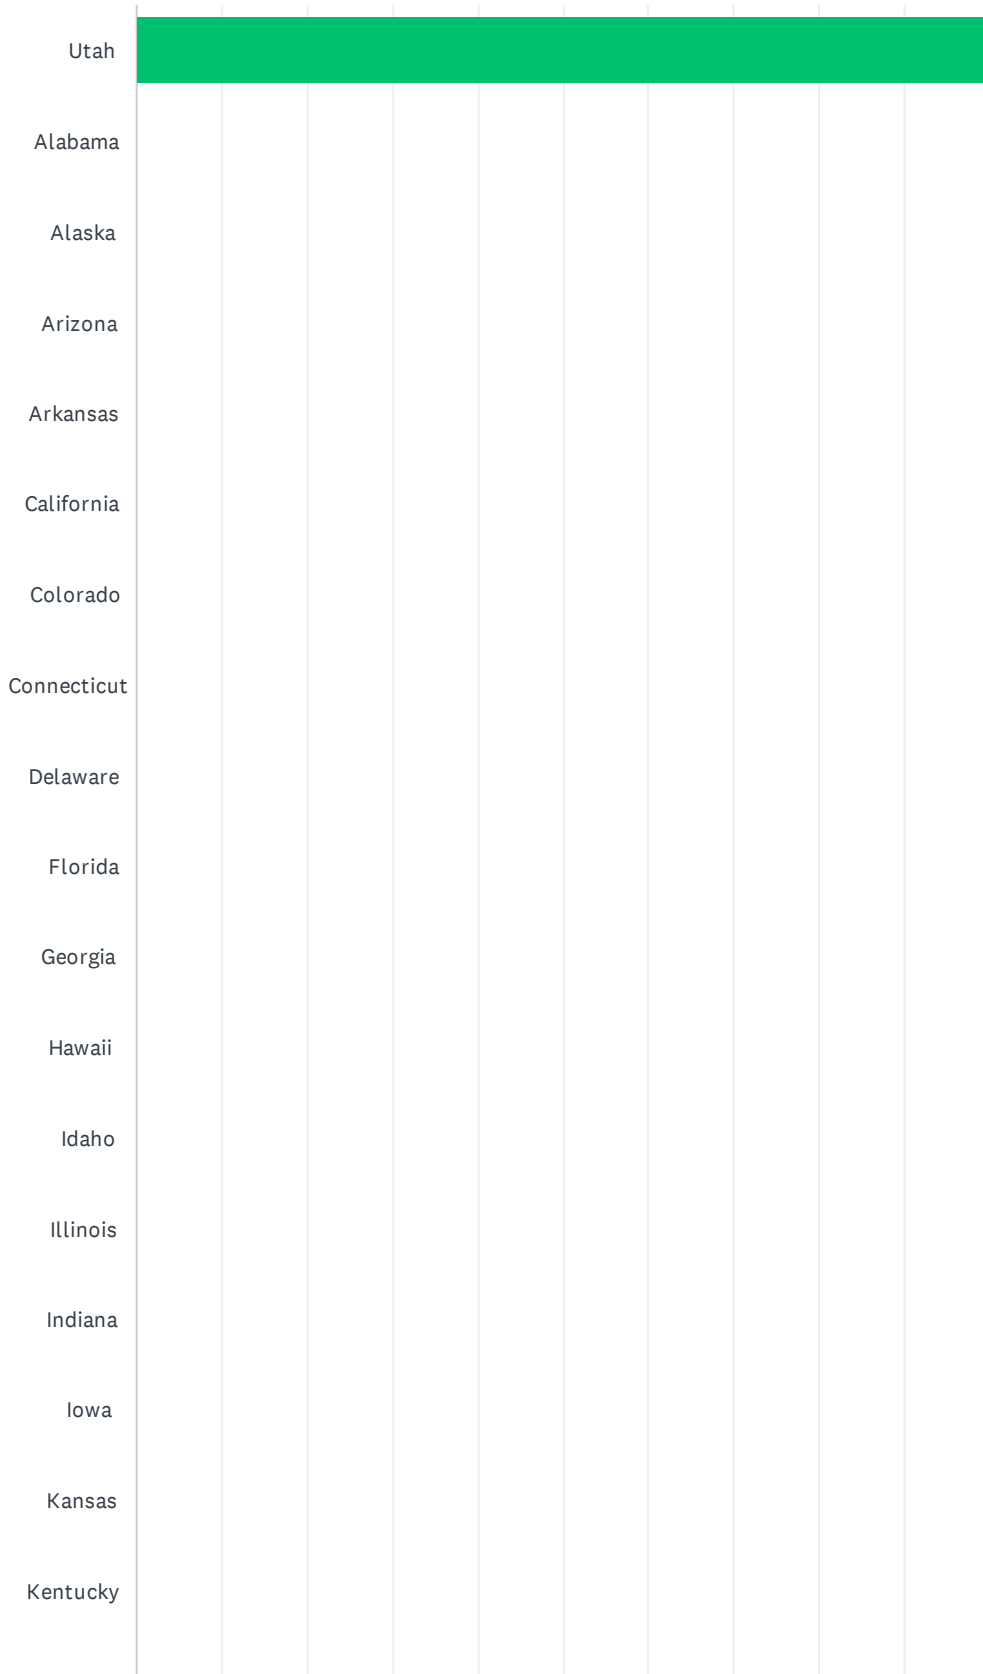 Utah
Alabama
Alaska
Arizona
Arkansas
California
Colorado
Connecticut
Delaware
Florida
Georgia
Hawaii
Idaho
Illinois
Indiana
Iowa
Kansas
Kentucky